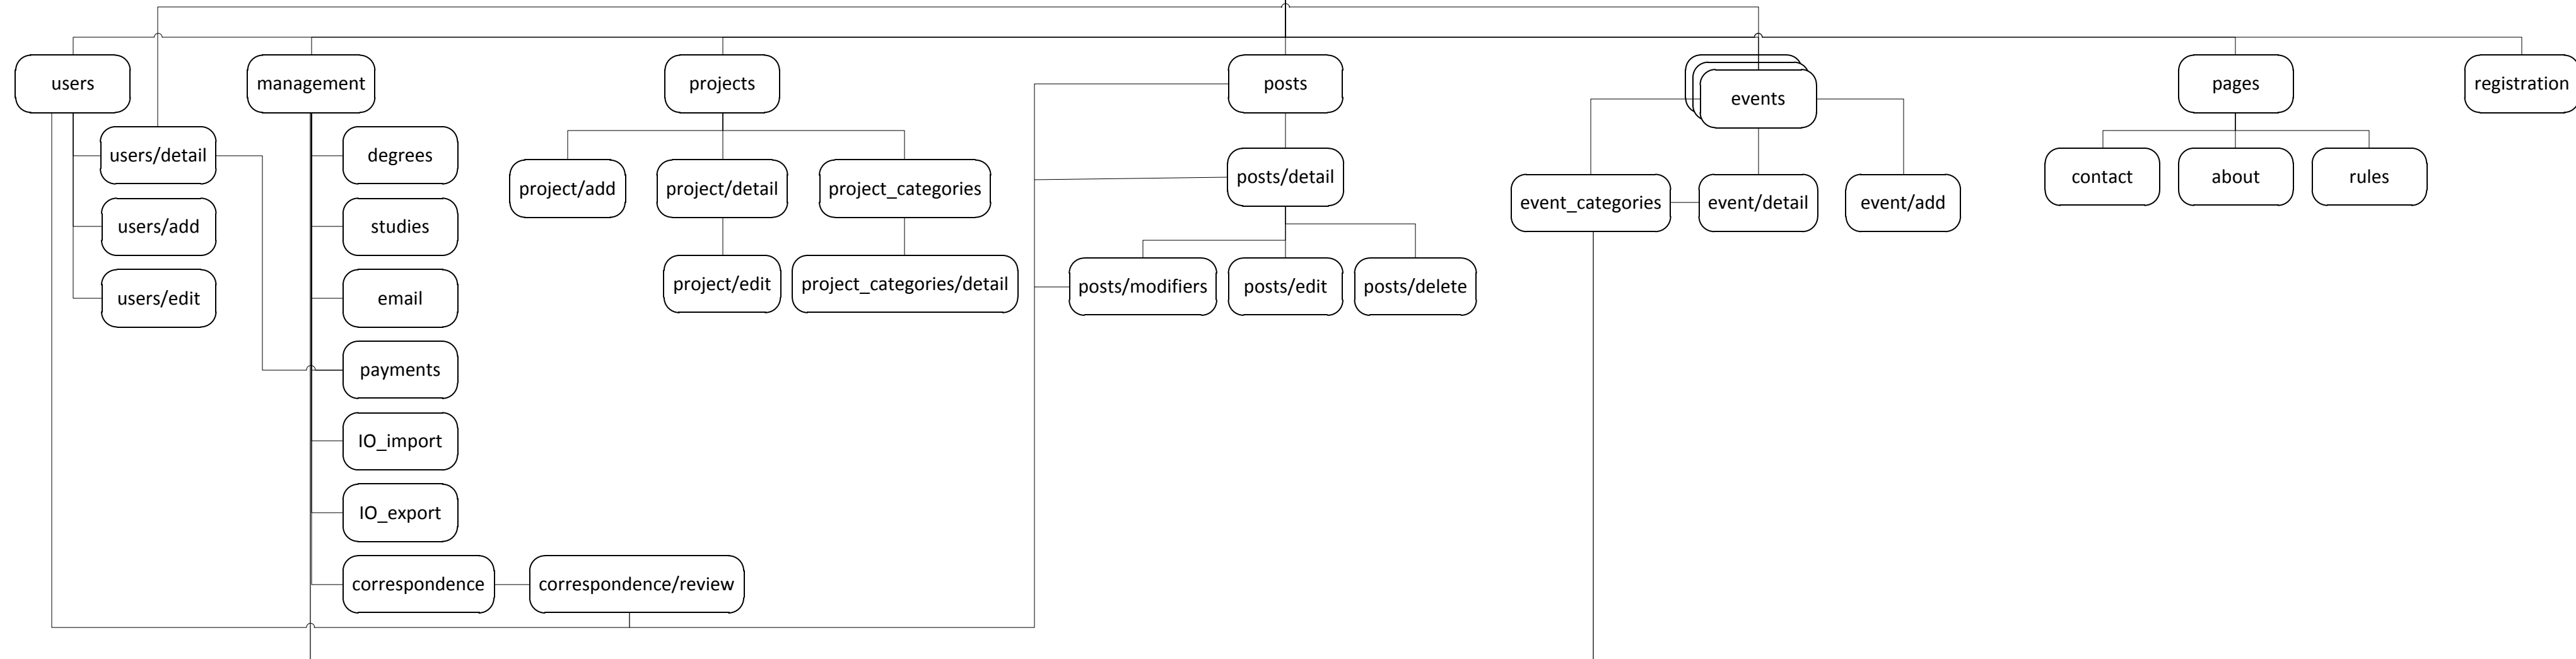 users
management
projects
posts
events
pages
registration
users/detail
degrees
project/add
project/detail
project_categories
posts/detail
event_categories
event/detail
event/add
contact
about
rules
users/add
studies
users/edit
email
project/edit
project_categories/detail
posts/modifiers
posts/edit
posts/delete
payments
IO_import
IO_export
correspondence
correspondence/review